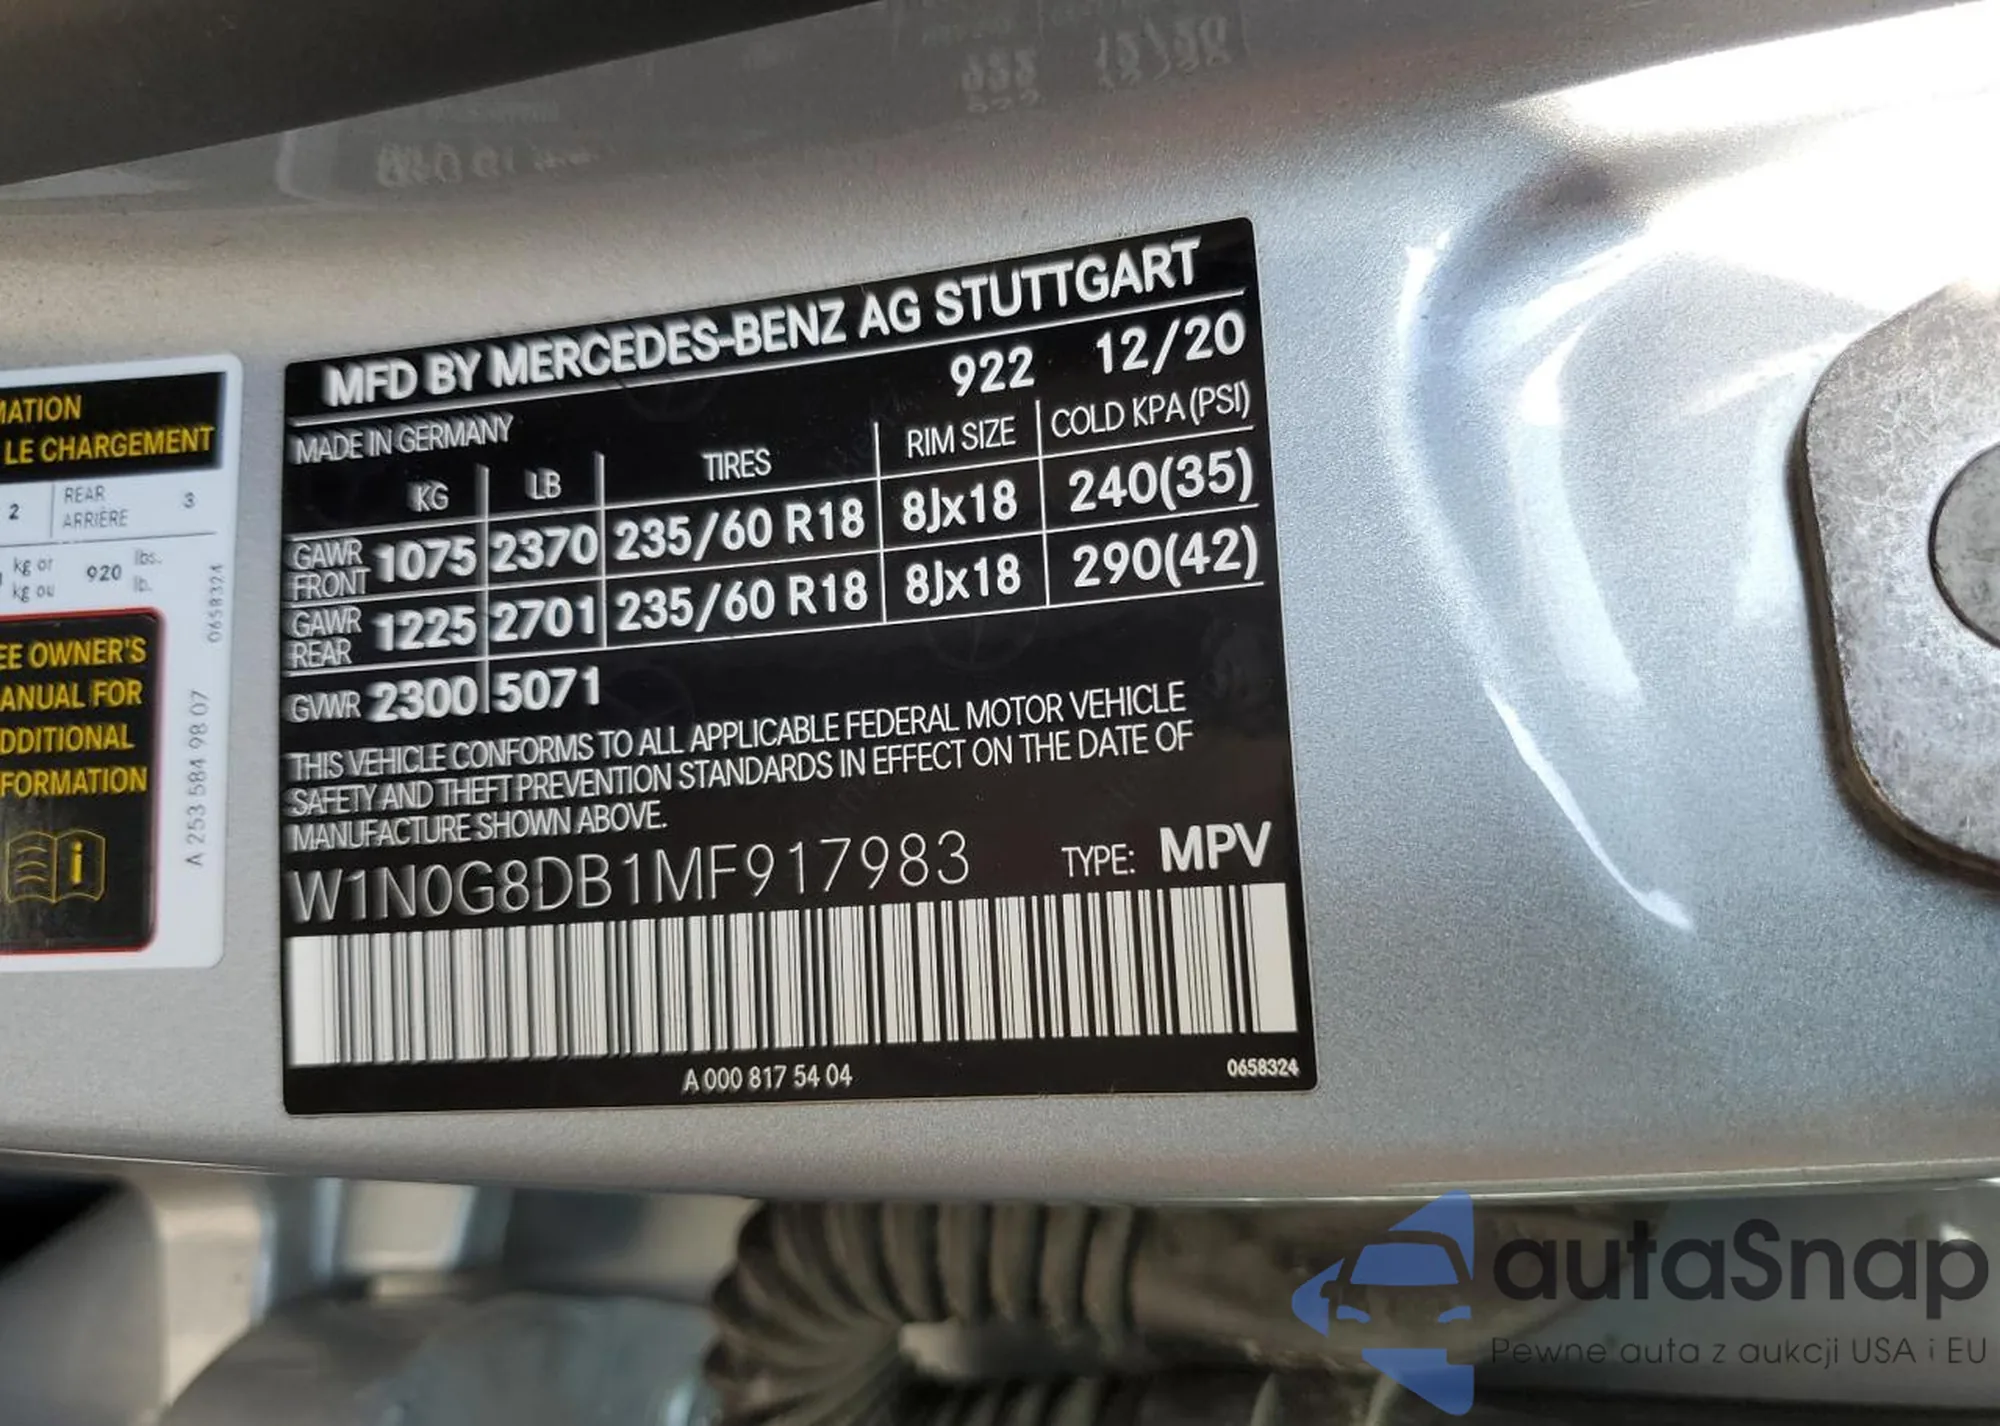 MFD BY MERCEDES-BENZ AG STUTTGART
922 12/20
MADE IN GERMANY
KG LB TIRES RIM SIZE COLD KPA (PSI)
GAWR FRONT 1075 2370 235/60 R18 8Jx18 240(35)
GAWR REAR 1225 2701 235/60 R18 8Jx18 290(42)
GVWR 2300 5071
THIS VEHICLE CONFORMS TO ALL APPLICABLE FEDERAL MOTOR VEHICLE
SAFETY AND THEFT PREVENTION STANDARDS IN EFFECT ON THE DATE OF
MANUFACTURE SHOWN ABOVE.
W1N0G8DB1MF917983 TYPE: MPV
A 000 817 54 04 0658324
MATION
LE CHARGEMENT
2 REAR 3
ARRIÈRE
kg or 920 lbs.
kg ou lb.
EE OWNER'S
ANUAL FOR
DDITIONAL
FORMATION
0658324
A 253 584 98 07
autaSnap
Pewne auta z aukcji USA i EU